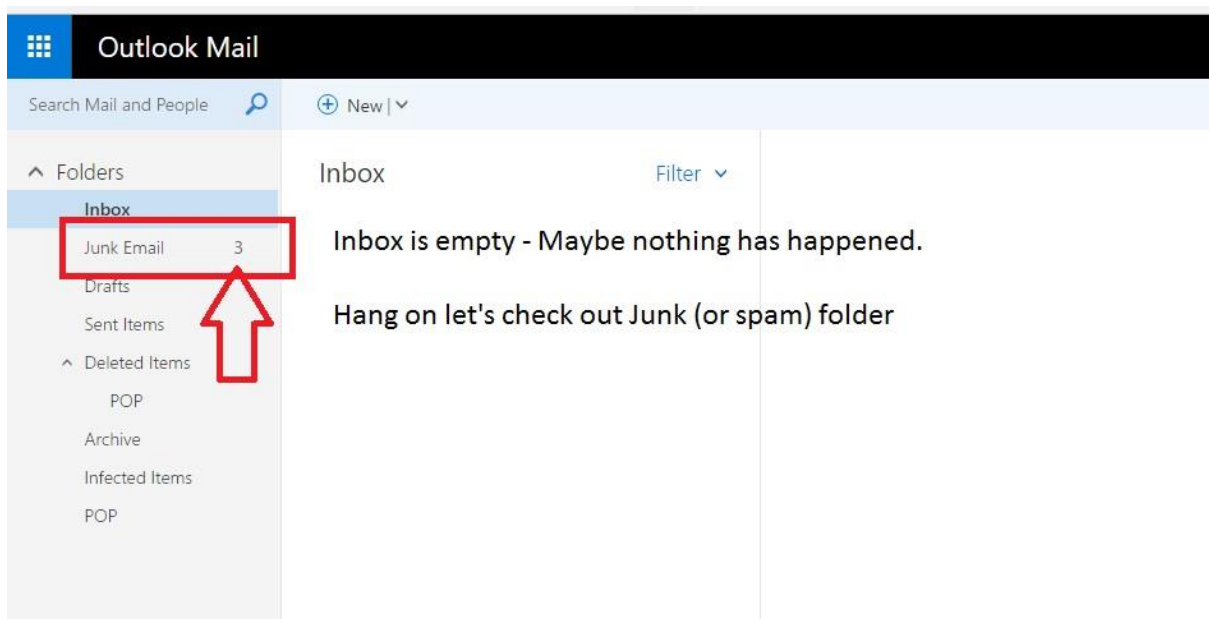 Outlook Mail
Search Mail and People
New
Folders
Inbox
Junk Email 3
Drafts
Sent Items
Deleted Items
POP
Archive
Infected Items
POP
Inbox Filter
Inbox is empty - Maybe nothing has happened.
Hang on let's check out Junk (or spam) folder